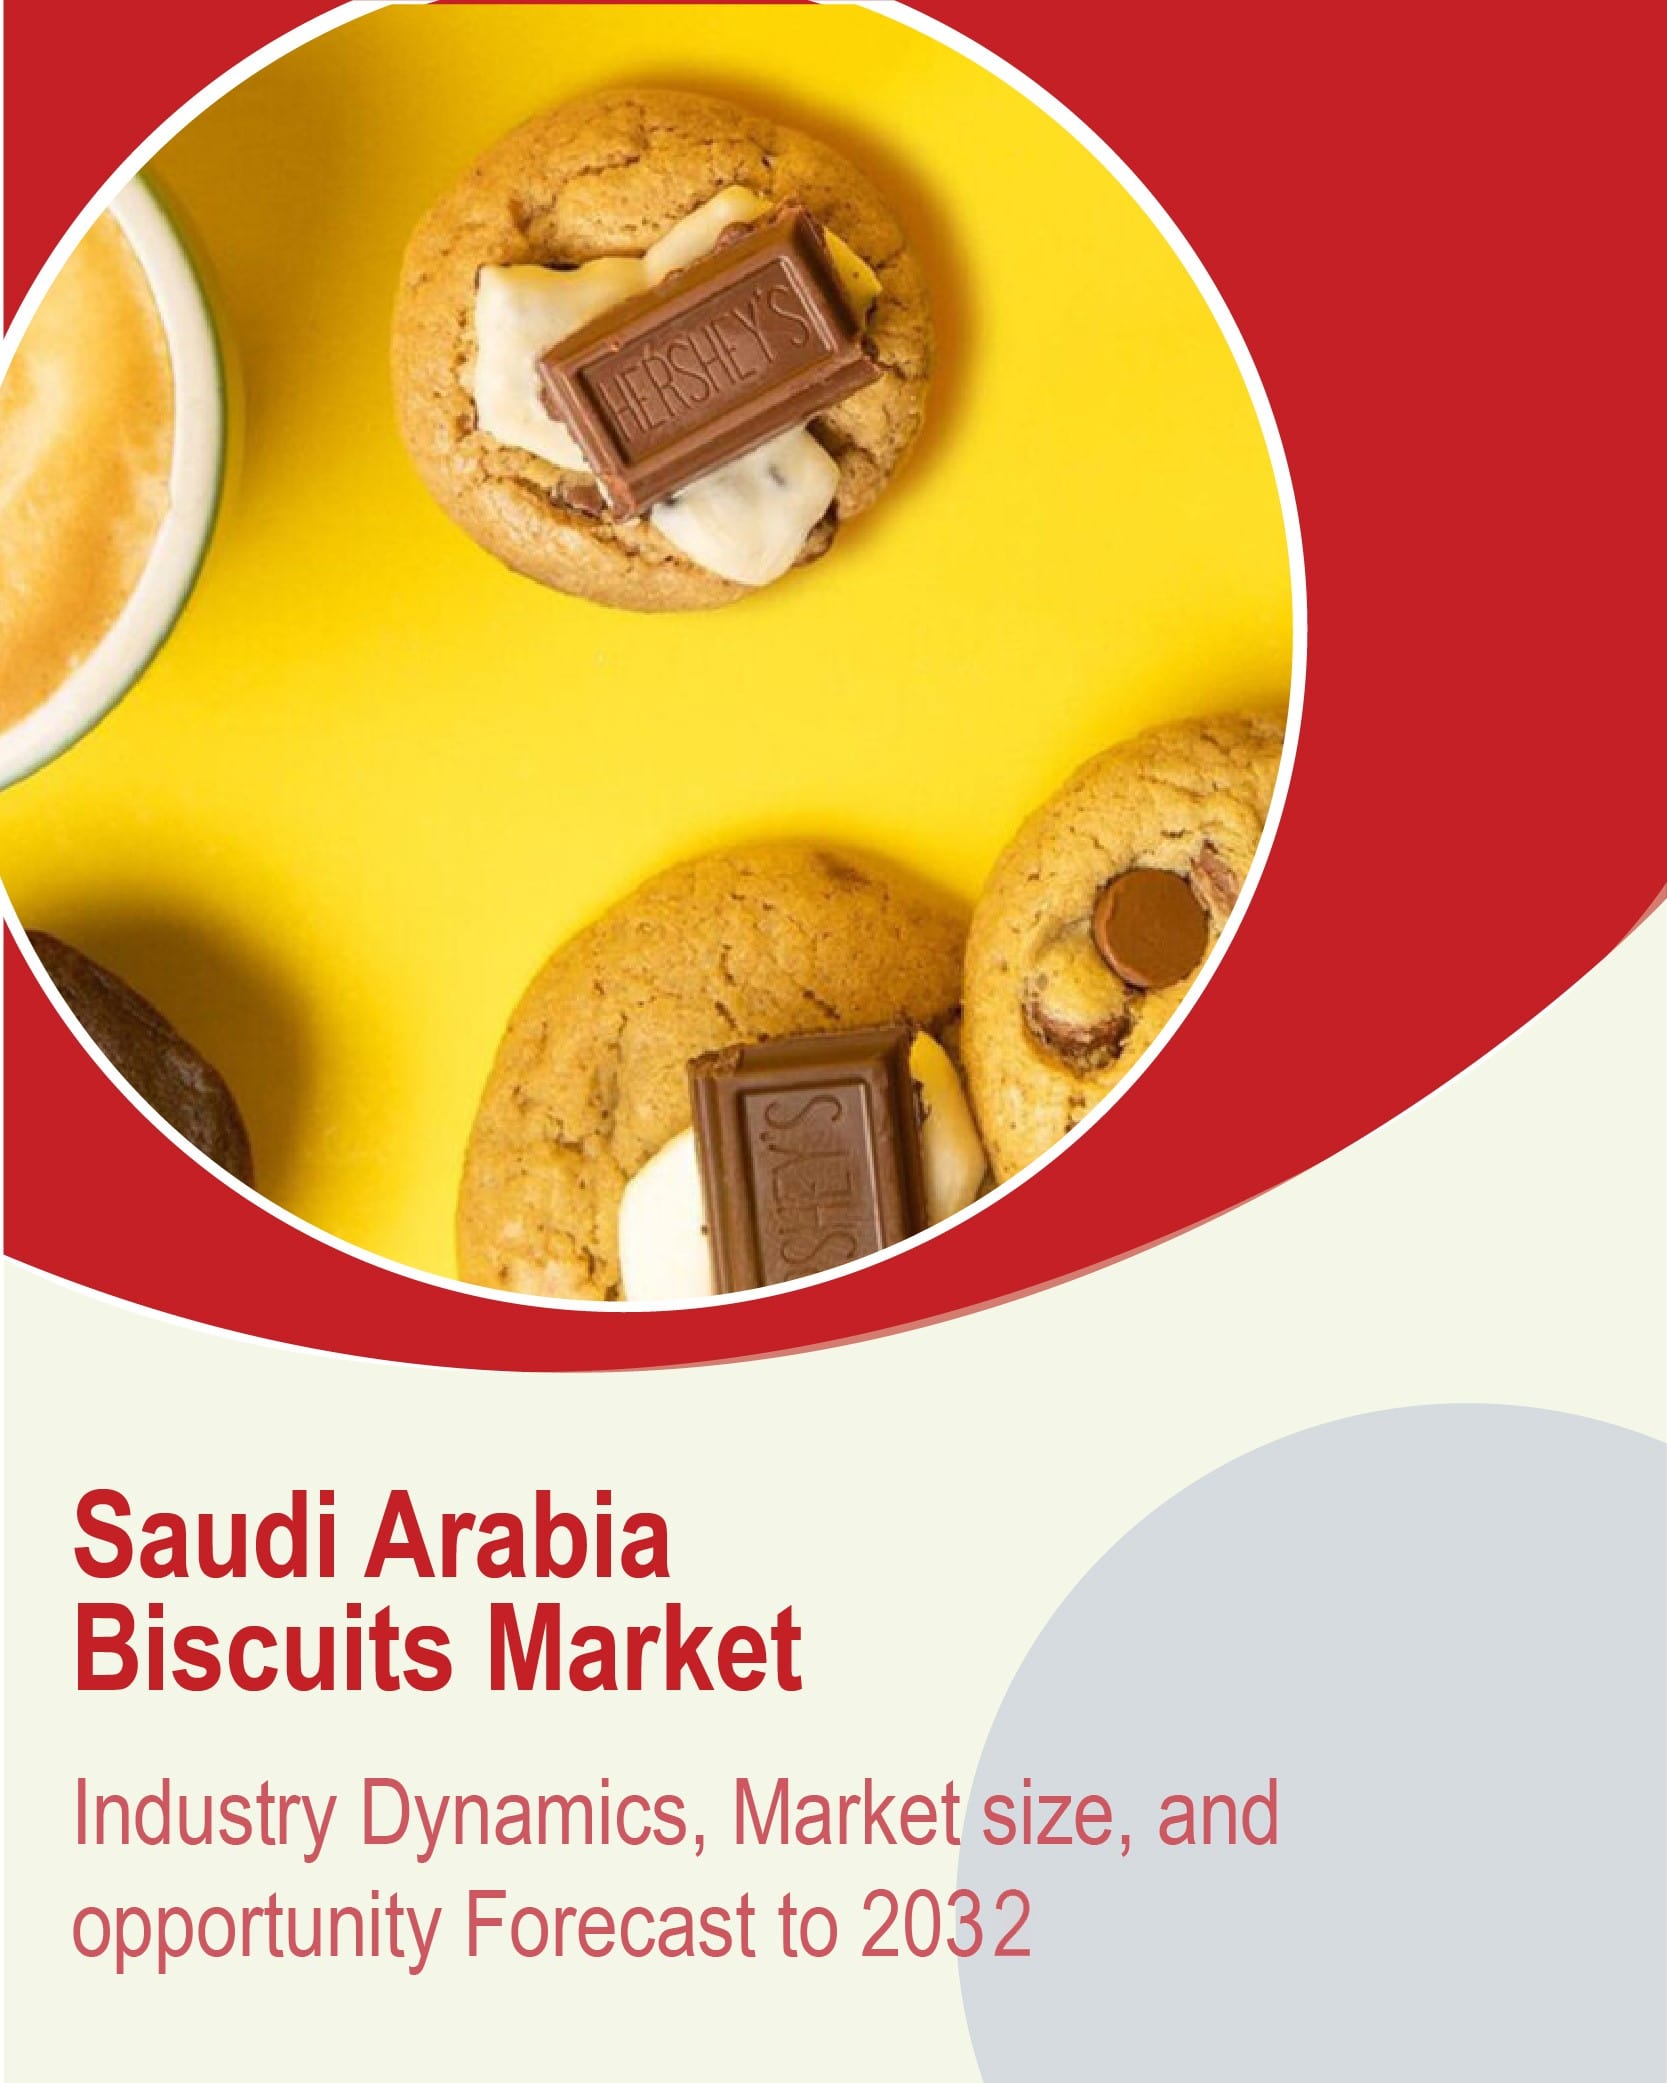 HERSHEY'S
SHEY'S
Saudi Arabia
Biscuits Market
Industry Dynamics, Market size, and
opportunity Forecast to 2032